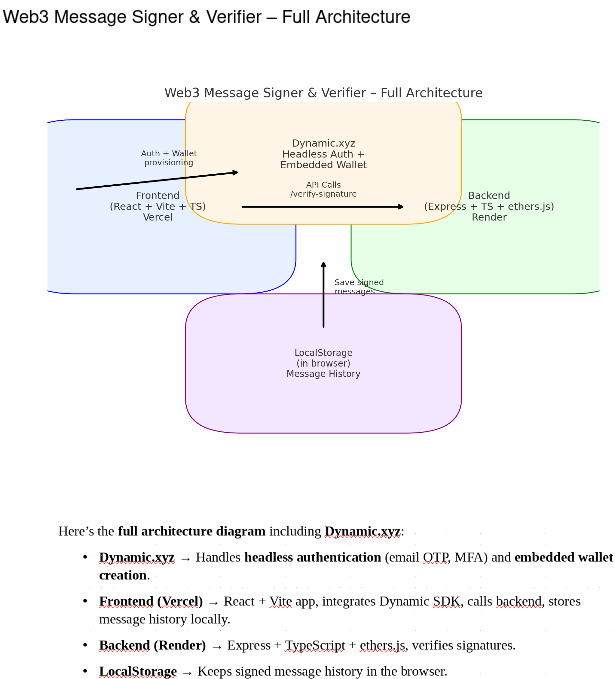 Web3 Message Signer & Verifier – Full Architecture
Web3 Message Signer & Verifier – Full Architecture
Dynamic.xyz
Headless Auth +
Embedded Wallet
Auth + Wallet
provisioning
API Calls
/verify-signature
Frontend
(React + Vite + TS)
Vercel
Backend
(Express + TS + ethers.js)
Render
Save signed
messages
LocalStorage
(in browser)
Message History
Here’s the full architecture diagram including Dynamic.xyz:
• Dynamic.xyz → Handles headless authentication (email OTP, MFA) and embedded wallet
creation.
• Frontend (Vercel) → React + Vite app, integrates Dynamic SDK, calls backend, stores
message history locally.
• Backend (Render) → Express + TypeScript + ethers.js, verifies signatures.
• LocalStorage → Keeps signed message history in the browser.